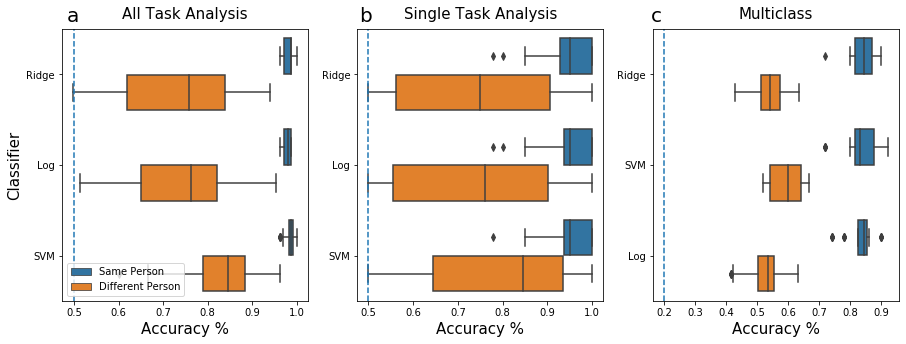 a All Task Analysis
Ridge
Log
SVM
Classifier
Same Person
Different Person
0.5 0.6 0.7 0.8 0.9 1.0
Accuracy %
b Single Task Analysis
Ridge
Log
SVM
0.5 0.6 0.7 0.8 0.9 1.0
Accuracy %
c Multiclass
Ridge
SVM
Log
0.2 0.3 0.4 0.5 0.6 0.7 0.8 0.9
Accuracy %